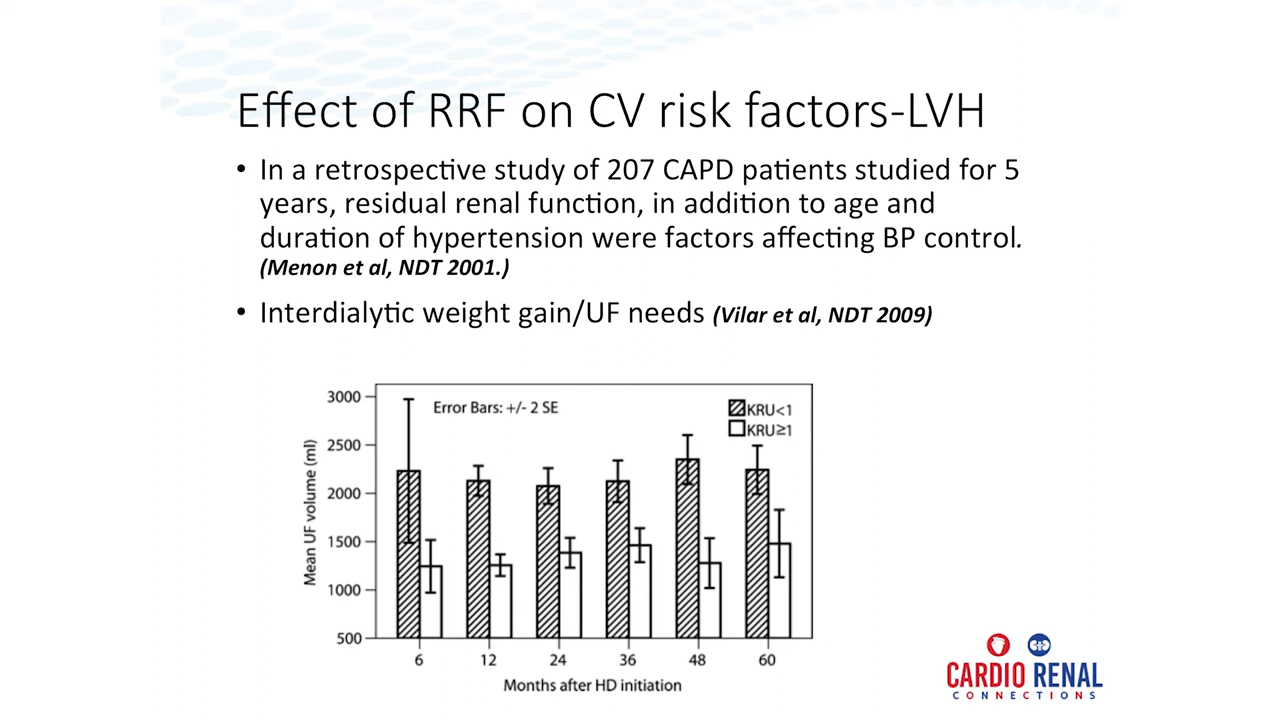 Effect of RRF on CV risk factors-LVH
• In a retrospective study of 207 CAPD patients studied for 5
years, residual renal function, in addition to age and
duration of hypertension were factors affecting BP control.
(Menon et al, NDT 2001.)
• Interdialytic weight gain/UF needs (Vilar et al, NDT 2009)
Error Bars: +/- 2 SE
KRU<1
KRU≥1
Mean UF volume (ml)
3000
2500
2000
1500
1000
500
6 12 24 36 48 60
Months after HD initiation
CARDIO RENAL
CONNECTIONS